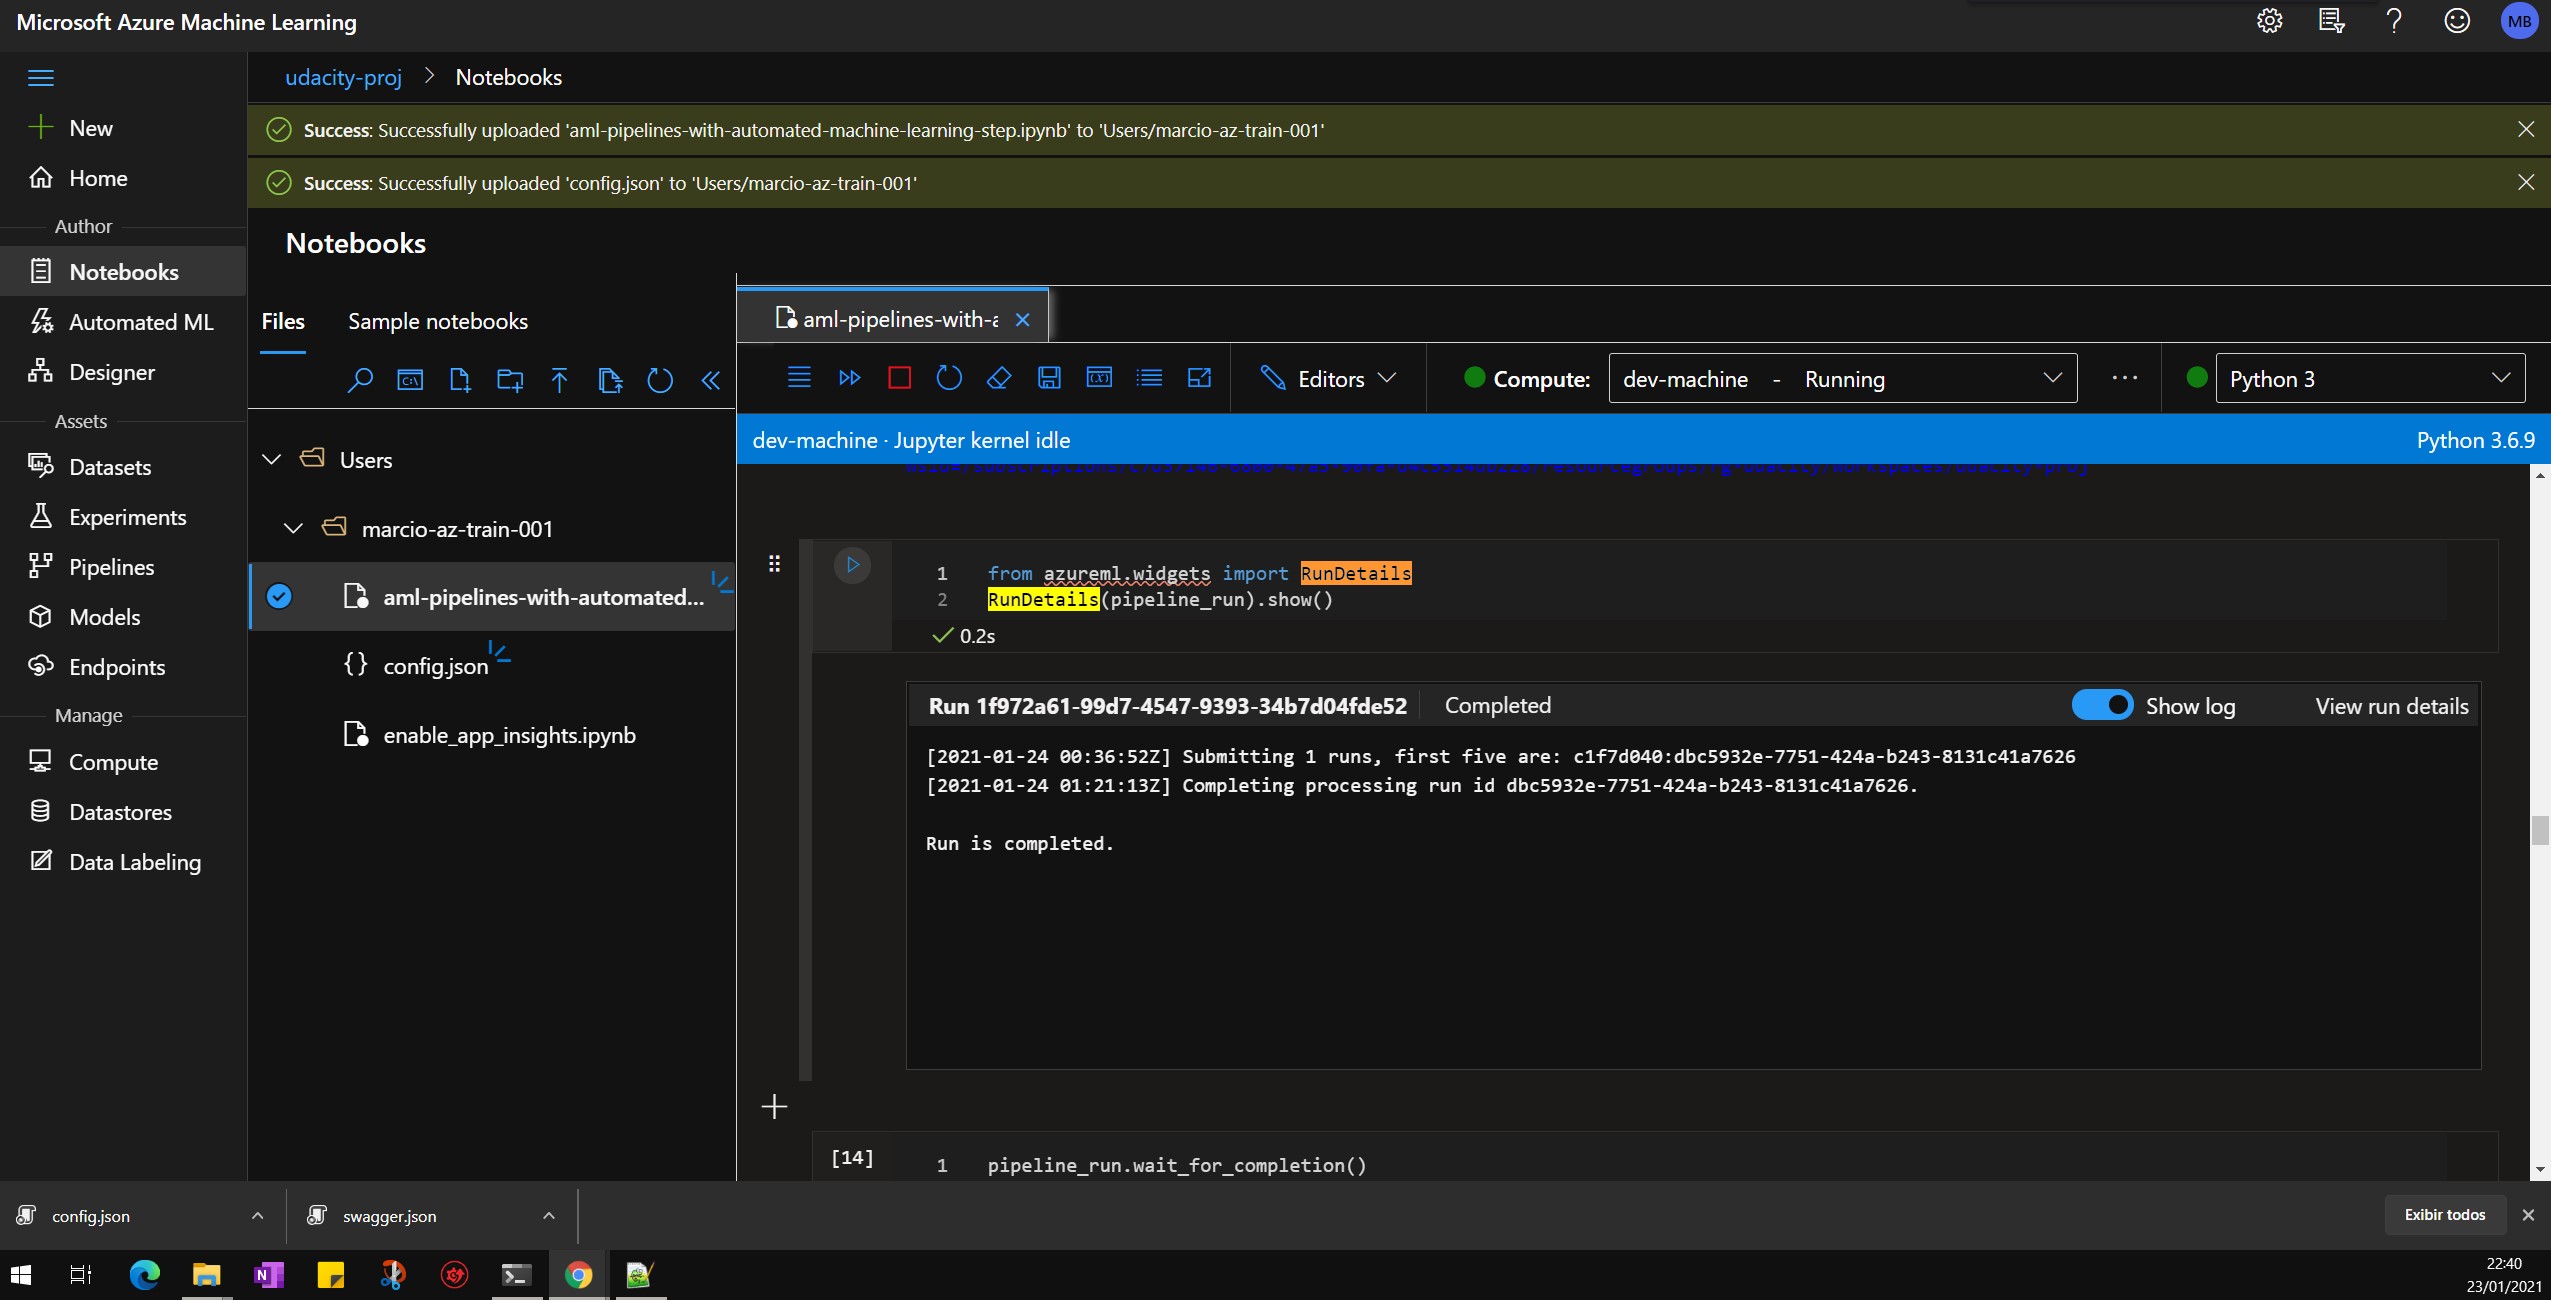 Microsoft Azure Machine Learning
MB
udacity-proj > Notebooks
New
Home
Author
Notebooks
Automated ML
Designer
Assets
Datasets
Experiments
Pipelines
Models
Endpoints
Manage
Compute
Datastores
Data Labeling
Success: Successfully uploaded 'aml-pipelines-with-automated-machine-learning-step.ipynb' to 'Users/marcio-az-train-001'
Success: Successfully uploaded 'config.json' to 'Users/marcio-az-train-001'
Notebooks
Files Sample notebooks
Users
marcio-az-train-001
aml-pipelines-with-automated...
config.json
enable_app_insights.ipynb
aml-pipelines-with-a
Editors Compute: dev-machine - Running ... Python 3
dev-machine · Jupyter kernel idle Python 3.6.9
1 from azureml.widgets import RunDetails
2 RunDetails(pipeline_run).show()
0.2s
Run 1f972a61-99d7-4547-9393-34b7d04fde52 Completed Show log View run details
[2021-01-24 00:36:52Z] Submitting 1 runs, first five are: c1f7d040:dbc5932e-7751-424a-b243-8131c41a7626
[2021-01-24 01:21:13Z] Completing processing run id dbc5932e-7751-424a-b243-8131c41a7626.
Run is completed.
[14] 1 pipeline_run.wait_for_completion()
config.json swagger.json Exibir todos
22:40
23/01/2021